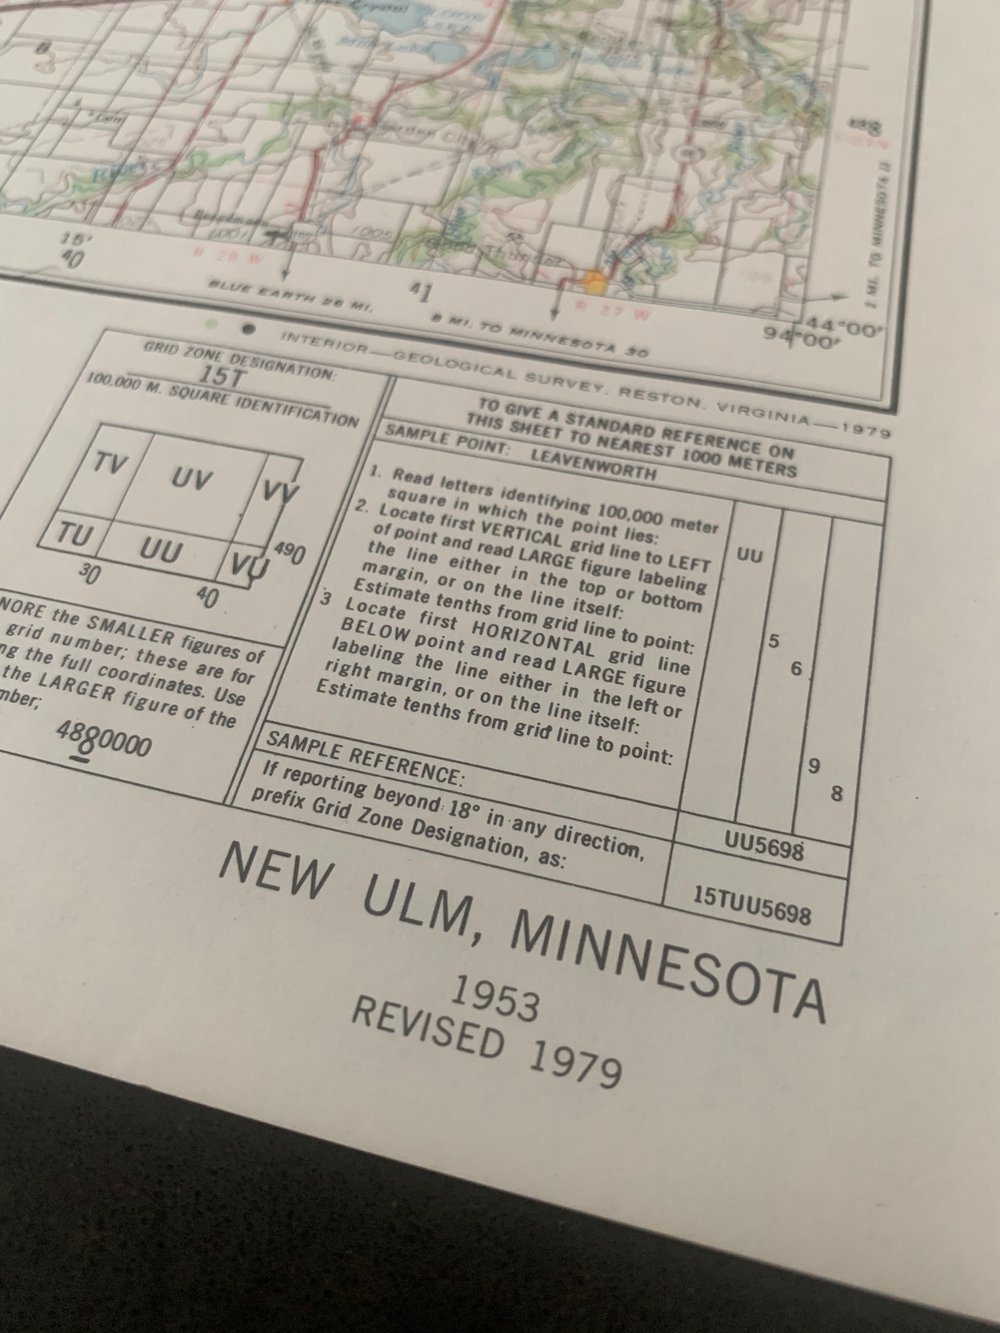 Garden City
15'
40
R 28 W
BLUE EARTH 26 MI.
41
8 MI. TO MINNESOTA 30
R 27 W
2 MI. TO MINNESOTA
44°00'
94°00'
INTERIOR—GEOLOGICAL SURVEY, RESTON, VIRGINIA—1979
GRID ZONE DESIGNATION:
15T
100,000 M. SQUARE IDENTIFICATION
TV UV VV
TU UU VU
490
30 40
NORE the SMALLER figures of
grid number; these are for
ng the full coordinates. Use
the LARGER figure of the
mber;
4880000
TO GIVE A STANDARD REFERENCE ON
THIS SHEET TO NEAREST 1000 METERS
SAMPLE POINT: LEAVENWORTH
1. Read letters identifying 100,000 meter
square in which the point lies:
UU
2. Locate first VERTICAL grid line to LEFT
of point and read LARGE figure labeling
the line either in the top or bottom
margin, or on the line itself:
5
Estimate tenths from grid line to point:
6
3 Locate first HORIZONTAL grid line
BELOW point and read LARGE figure
labeling the line either in the left or
right margin, or on the line itself:
9
Estimate tenths from grid line to point:
8
SAMPLE REFERENCE:
UU5698
If reporting beyond 18° in any direction,
prefix Grid Zone Designation, as:
15TUU5698
NEW ULM, MINNESOTA
1953
REVISED 1979